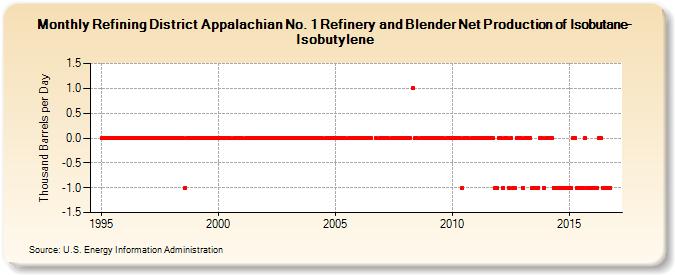 Monthly Refining District Appalachian No. 1 Refinery and Blender Net Production of Isobutane-
Isobutylene
Thousand Barrels per Day
1.5
1.0
0.5
0.0
-0.5
-1.0
-1.5
1995 2000 2005 2010 2015
Source: U.S. Energy Information Administration